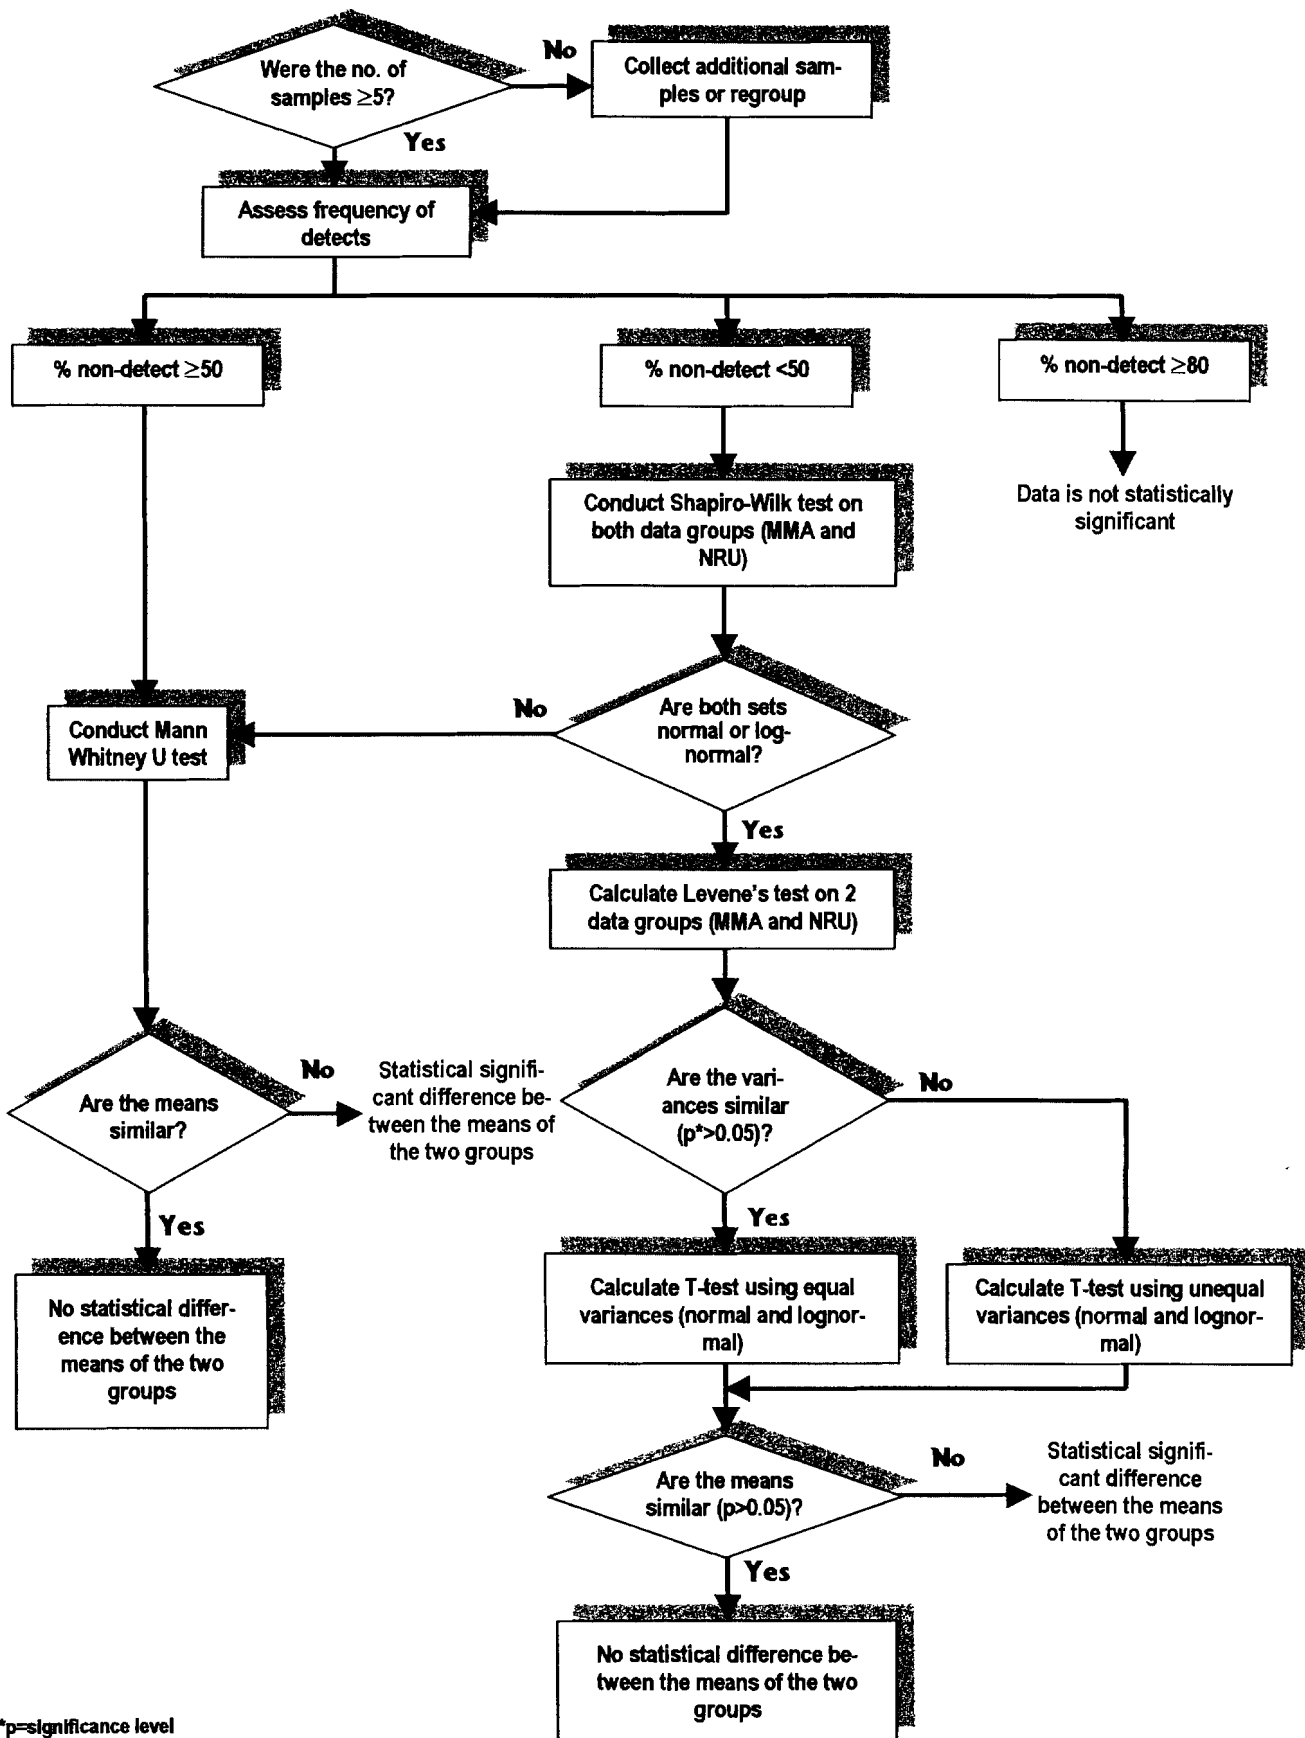 Were the no. of
samples ≥5?
No
Collect additional sam-
ples or regroup
Yes
Assess frequency of
detects
% non-detect ≥50
% non-detect <50
% non-detect ≥80
Conduct Shapiro-Wilk test on
both data groups (MMA and
NRU)
Data is not statistically
significant
No
Are both sets
normal or log-
normal?
Conduct Mann
Whitney U test
Yes
Calculate Levene's test on 2
data groups (MMA and NRU)
Are the means
similar?
No
Statistical signifi-
cant difference be-
tween the means of
the two groups
Are the vari-
ances similar
(p*>0.05)?
No
Yes
Yes
No statistical differ-
ence between the
means of the two
groups
Calculate T-test using equal
variances (normal and lognor-
mal)
Calculate T-test using unequal
variances (normal and lognor-
mal)
Are the means
similar (p>0.05)?
No
Statistical signifi-
cant difference
between the means
of the two groups
Yes
No statistical difference be-
tween the means of the two
groups
*p=significance level